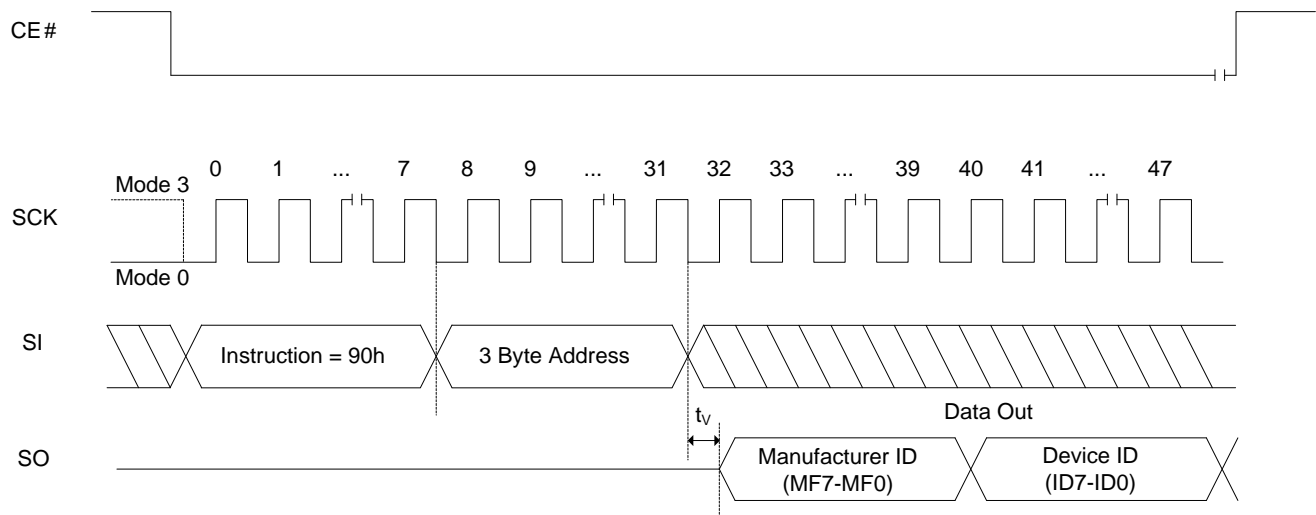 CE#
0 1 ... 7 8 9 ... 31 32 33 ... 39 40 41 ... 47
Mode 3
SCK
Mode 0
SI
Instruction = 90h
3 Byte Address
tV
Data Out
SO
Manufacturer ID
(MF7-MF0)
Device ID
(ID7-ID0)